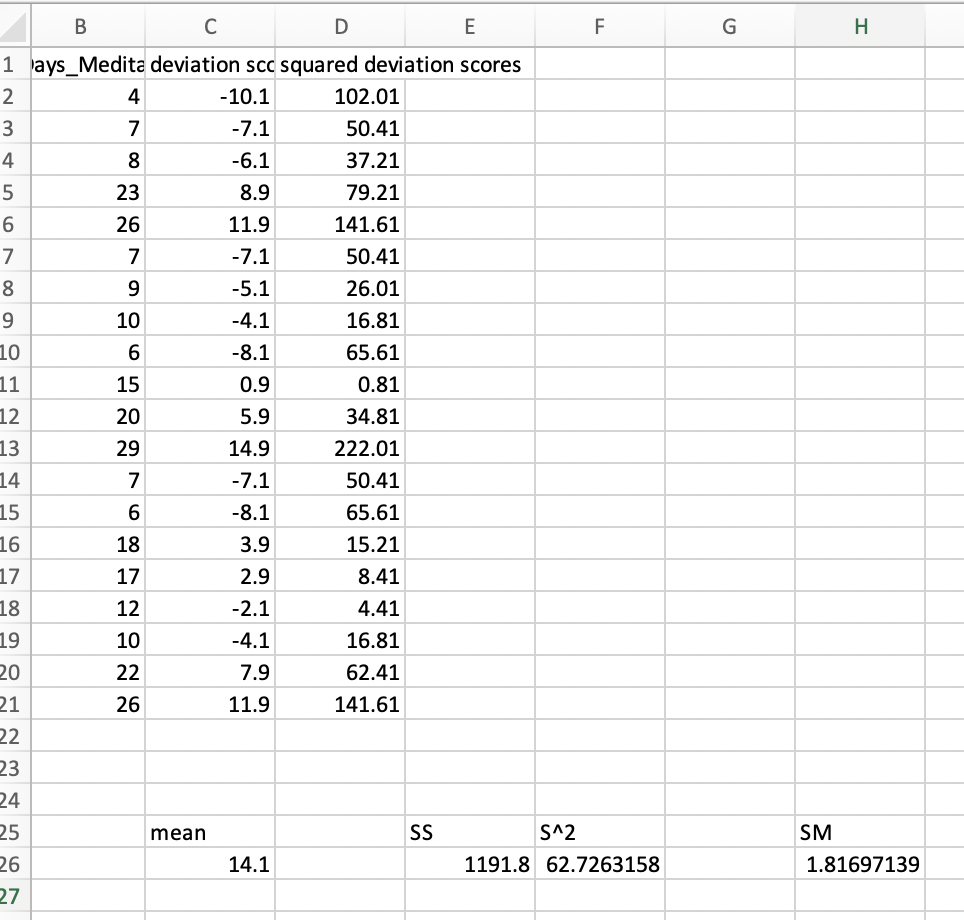 B C D E F G H
1 ays_Medita deviation scc squared deviation scores
2 4 -10.1 102.01
3 7 -7.1 50.41
4 8 -6.1 37.21
5 23 8.9 79.21
6 26 11.9 141.61
7 7 -7.1 50.41
8 9 -5.1 26.01
9 10 -4.1 16.81
10 6 -8.1 65.61
11 15 0.9 0.81
12 20 5.9 34.81
13 29 14.9 222.01
14 7 -7.1 50.41
15 6 -8.1 65.61
16 18 3.9 15.21
17 17 2.9 8.41
18 12 -2.1 4.41
19 10 -4.1 16.81
20 22 7.9 62.41
21 26 11.9 141.61
22
23
24
25 mean SS S^2 SM
26 14.1 1191.8 62.7263158 1.81697139
27